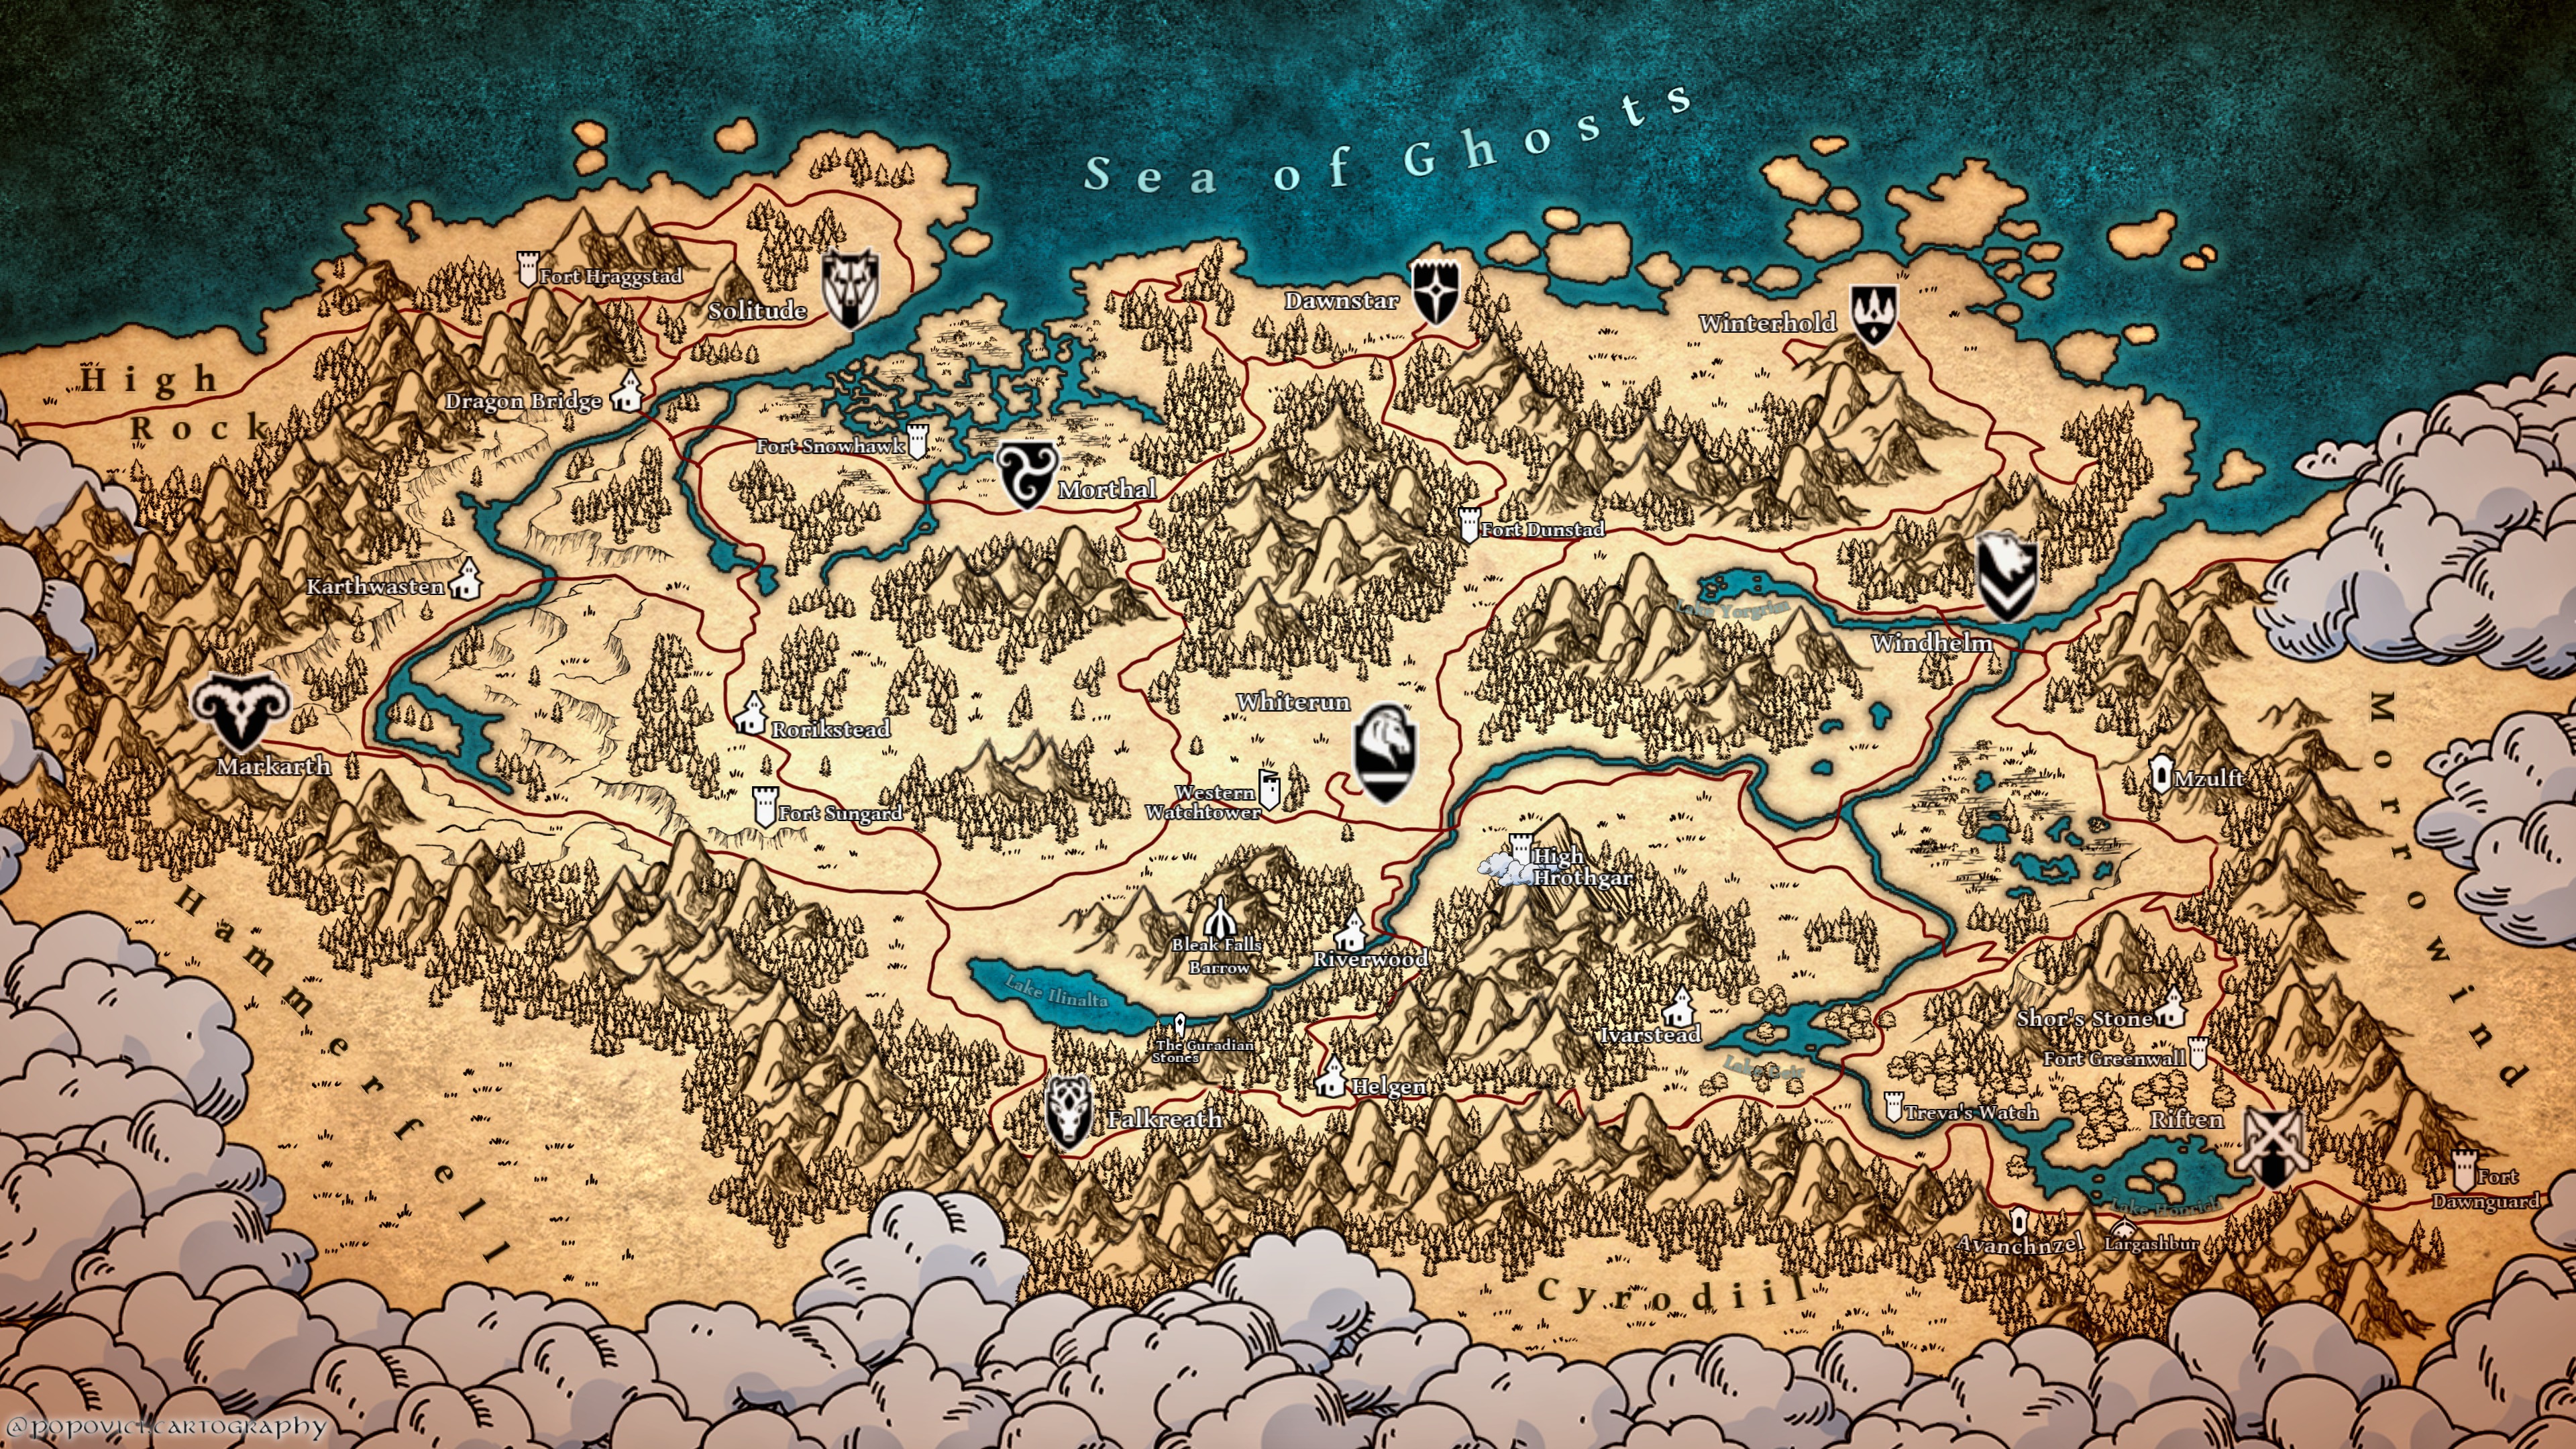 Sea of Ghosts
Fort Hraggstad
Solitude
Dawnstar
Winterhold
High
Rock
Dragon Bridge
Fort Snowhawk
Morthal
Fort Dunstad
Karthwasten
Lake Yorgrim
Windhelm
Markarth
Rorikstead
Whiterun
Morrowind
Mzulft
Fort Sungard
Western
Watchtower
High
Hrothgar
Hammerfell
Bleak Falls
Barrow
Riverwood
Lake Ilinalta
Ivarstead
Shor's Stone
The Guradian
Stones
Lake Geir
Fort Greenwall
Helgen
Falkreath
Treva's Watch
Riften
Fort
Dawnguard
Lake Honrich
Avanchnzel
Largashbur
Cyrodiil
@popovici.cartography